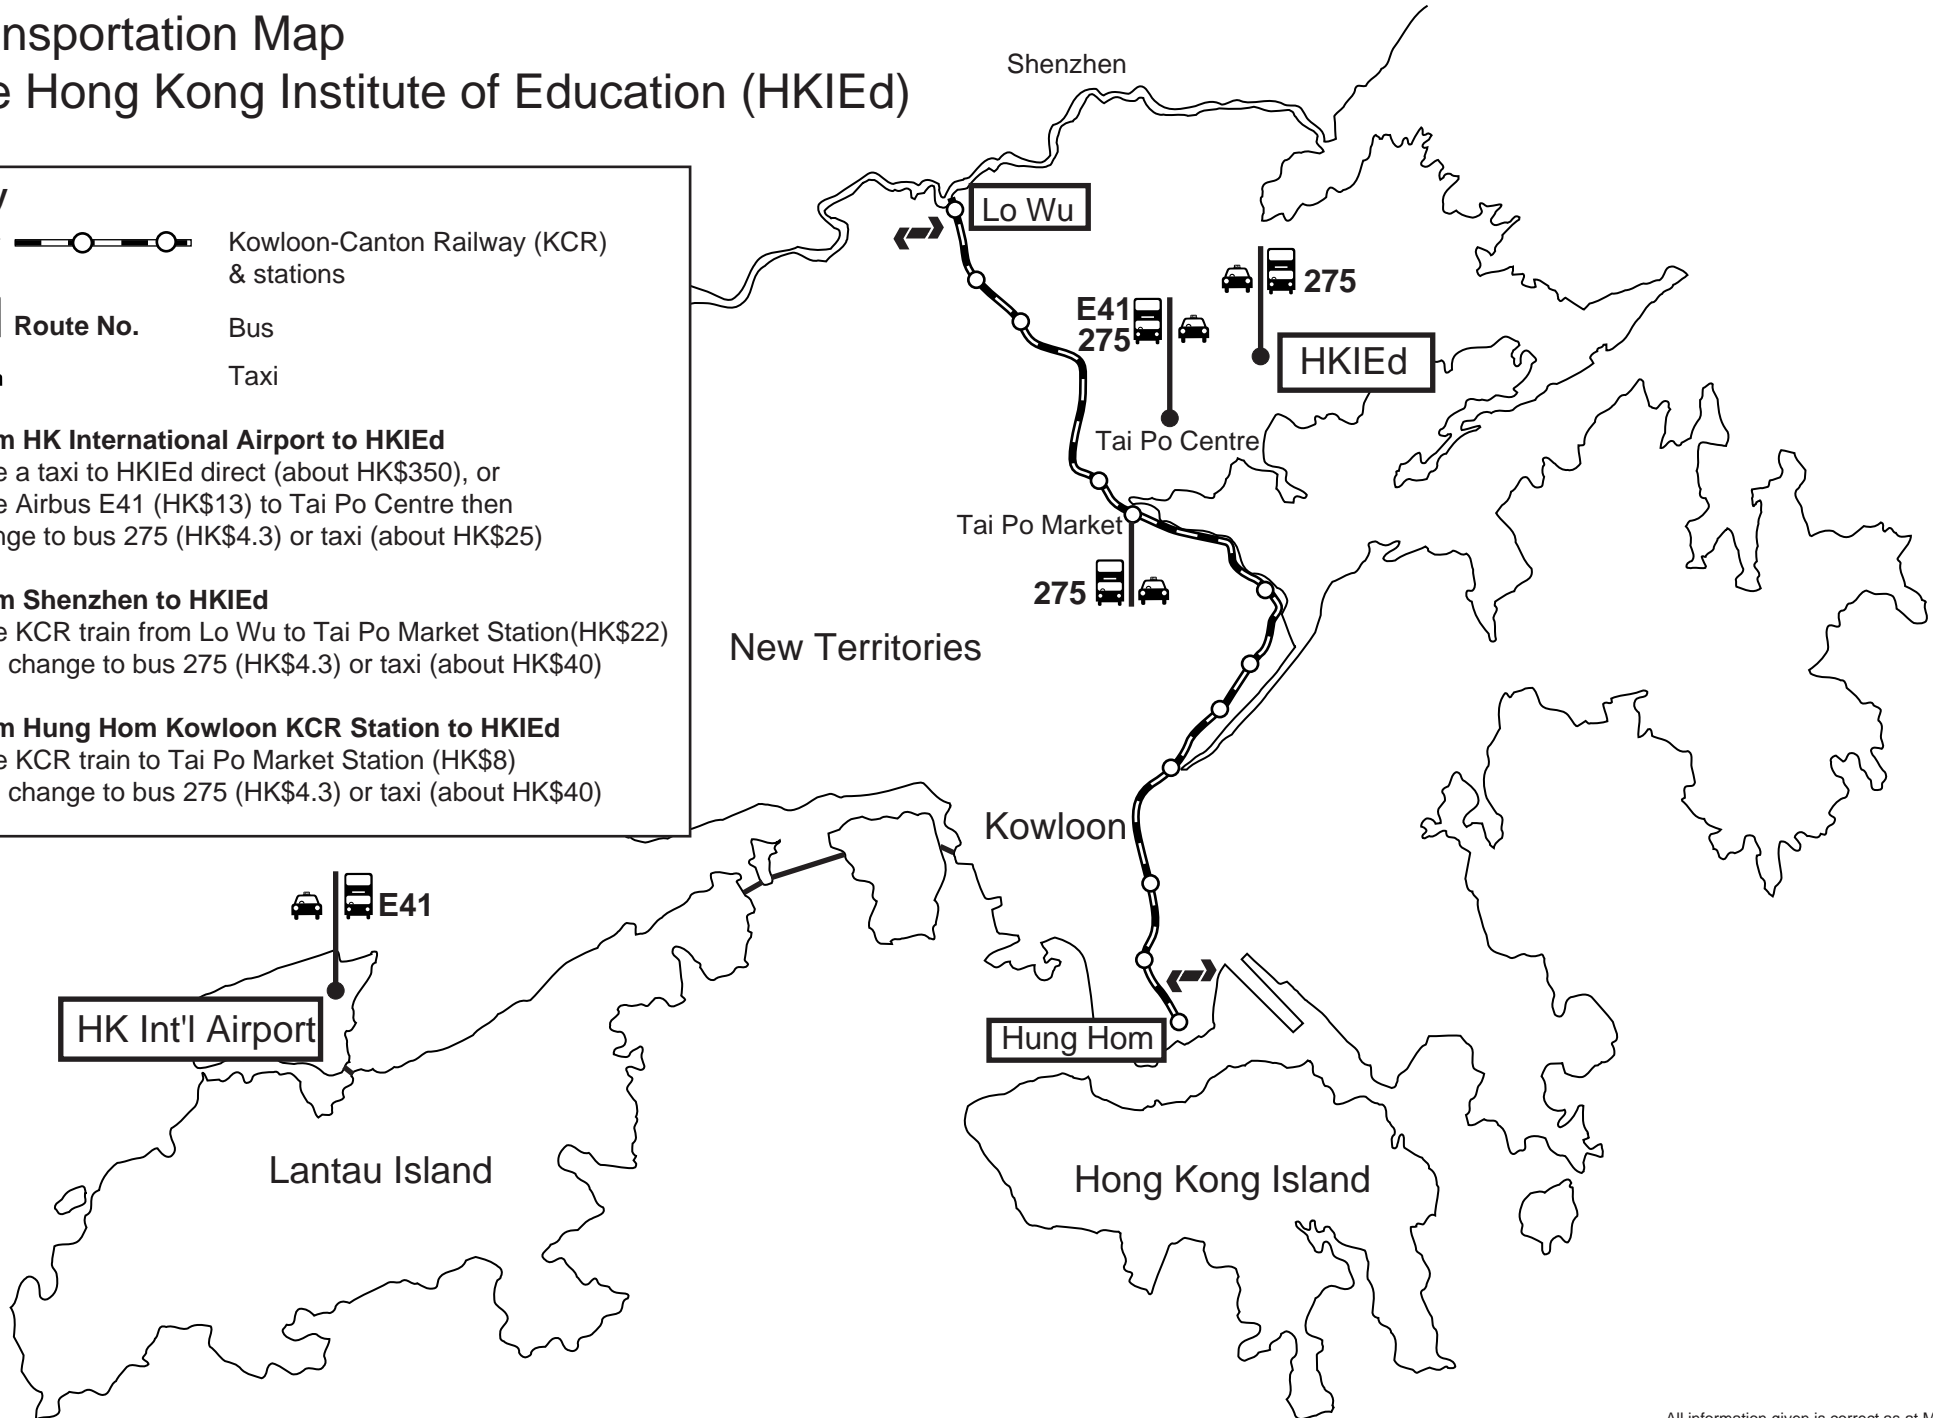 nsportation Map
e Hong Kong Institute of Education (HKIEd)
y
Kowloon-Canton Railway (KCR)
& stations
Route No.
Bus
Taxi
m HK International Airport to HKIEd
e a taxi to HKIEd direct (about HK$350), or
e Airbus E41 (HK$13) to Tai Po Centre then
nge to bus 275 (HK$4.3) or taxi (about HK$25)
m Shenzhen to HKIEd
e KCR train from Lo Wu to Tai Po Market Station(HK$22)
change to bus 275 (HK$4.3) or taxi (about HK$40)
m Hung Hom Kowloon KCR Station to HKIEd
e KCR train to Tai Po Market Station (HK$8)
change to bus 275 (HK$4.3) or taxi (about HK$40)
Shenzhen
Lo Wu
275
E41
275
HKIEd
Tai Po Centre
Tai Po Market
275
New Territories
Kowloon
E41
HK Int'l Airport
Hung Hom
Lantau Island
Hong Kong Island
All information given is correct as at M